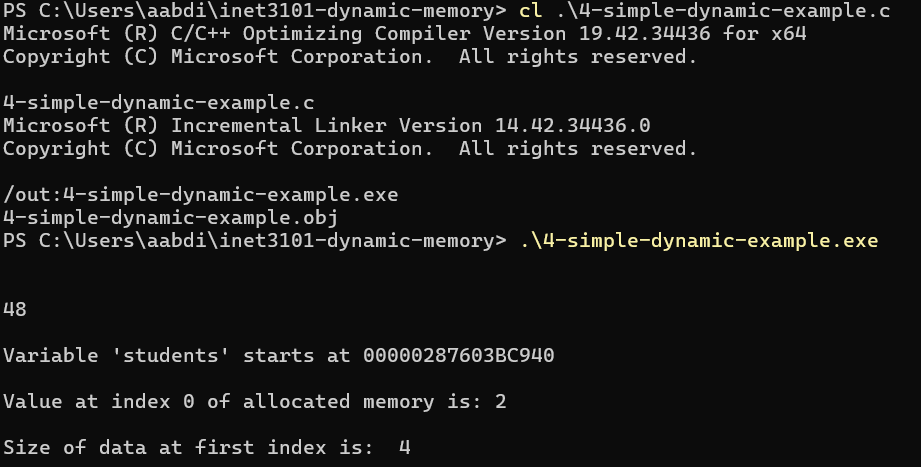 PS C:\Users\aabdi\inet3101-dynamic-memory> cl .\4-simple-dynamic-example.c
Microsoft (R) C/C++ Optimizing Compiler Version 19.42.34436 for x64
Copyright (C) Microsoft Corporation.  All rights reserved.

4-simple-dynamic-example.c
Microsoft (R) Incremental Linker Version 14.42.34436.0
Copyright (C) Microsoft Corporation.  All rights reserved.

/out:4-simple-dynamic-example.exe
4-simple-dynamic-example.obj
PS C:\Users\aabdi\inet3101-dynamic-memory> .\4-simple-dynamic-example.exe

48

Variable 'students' starts at 00000287603BC940

Value at index 0 of allocated memory is: 2

Size of data at first index is:  4